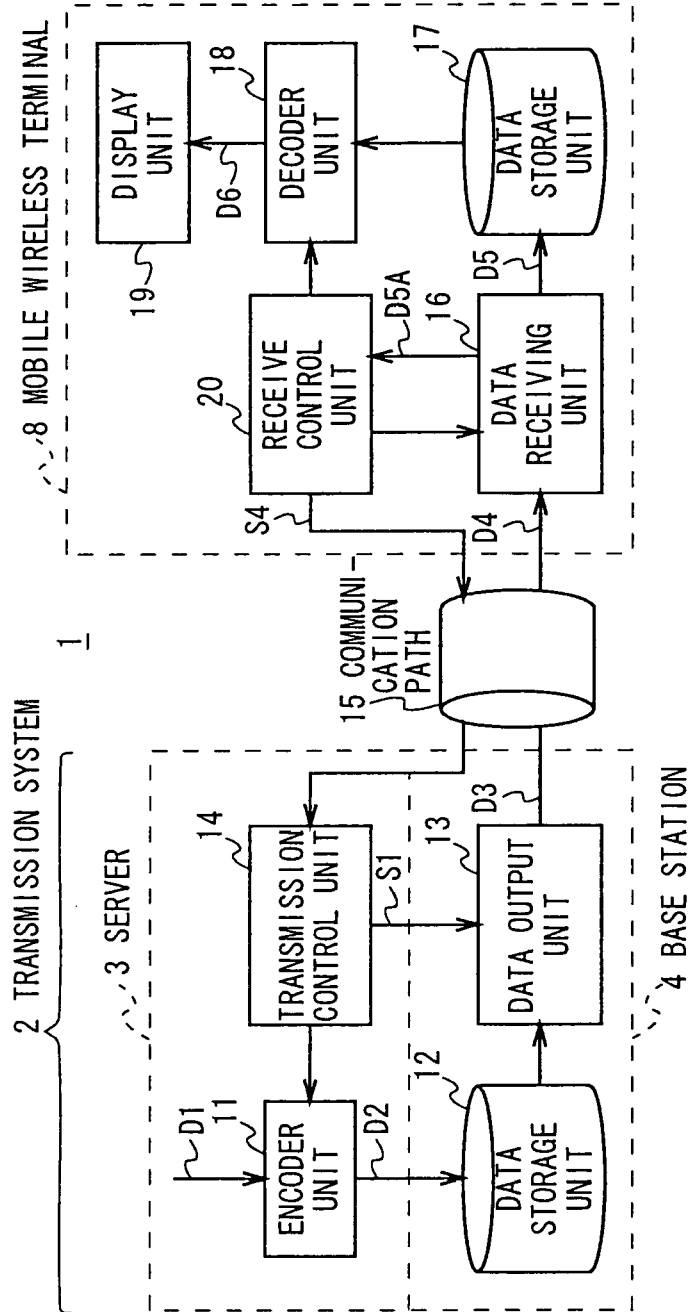 2 TRANSMISSION SYSTEM
1
3 SERVER
8 MOBILE WIRELESS TERMINAL
D1
11
ENCODER
UNIT
D2
14
TRANSMISSION
CONTROL UNIT
S1
12
DATA
STORAGE
UNIT
13
DATA OUTPUT
UNIT
D3
4 BASE STATION
15 COMMUNI-
CATION
PATH
S4
D4
20
RECEIVE
CONTROL
UNIT
D5A
16
DATA
RECEIVING
UNIT
D5
19
DISPLAY
UNIT
D6
18
DECODER
UNIT
17
DATA
STORAGE
UNIT